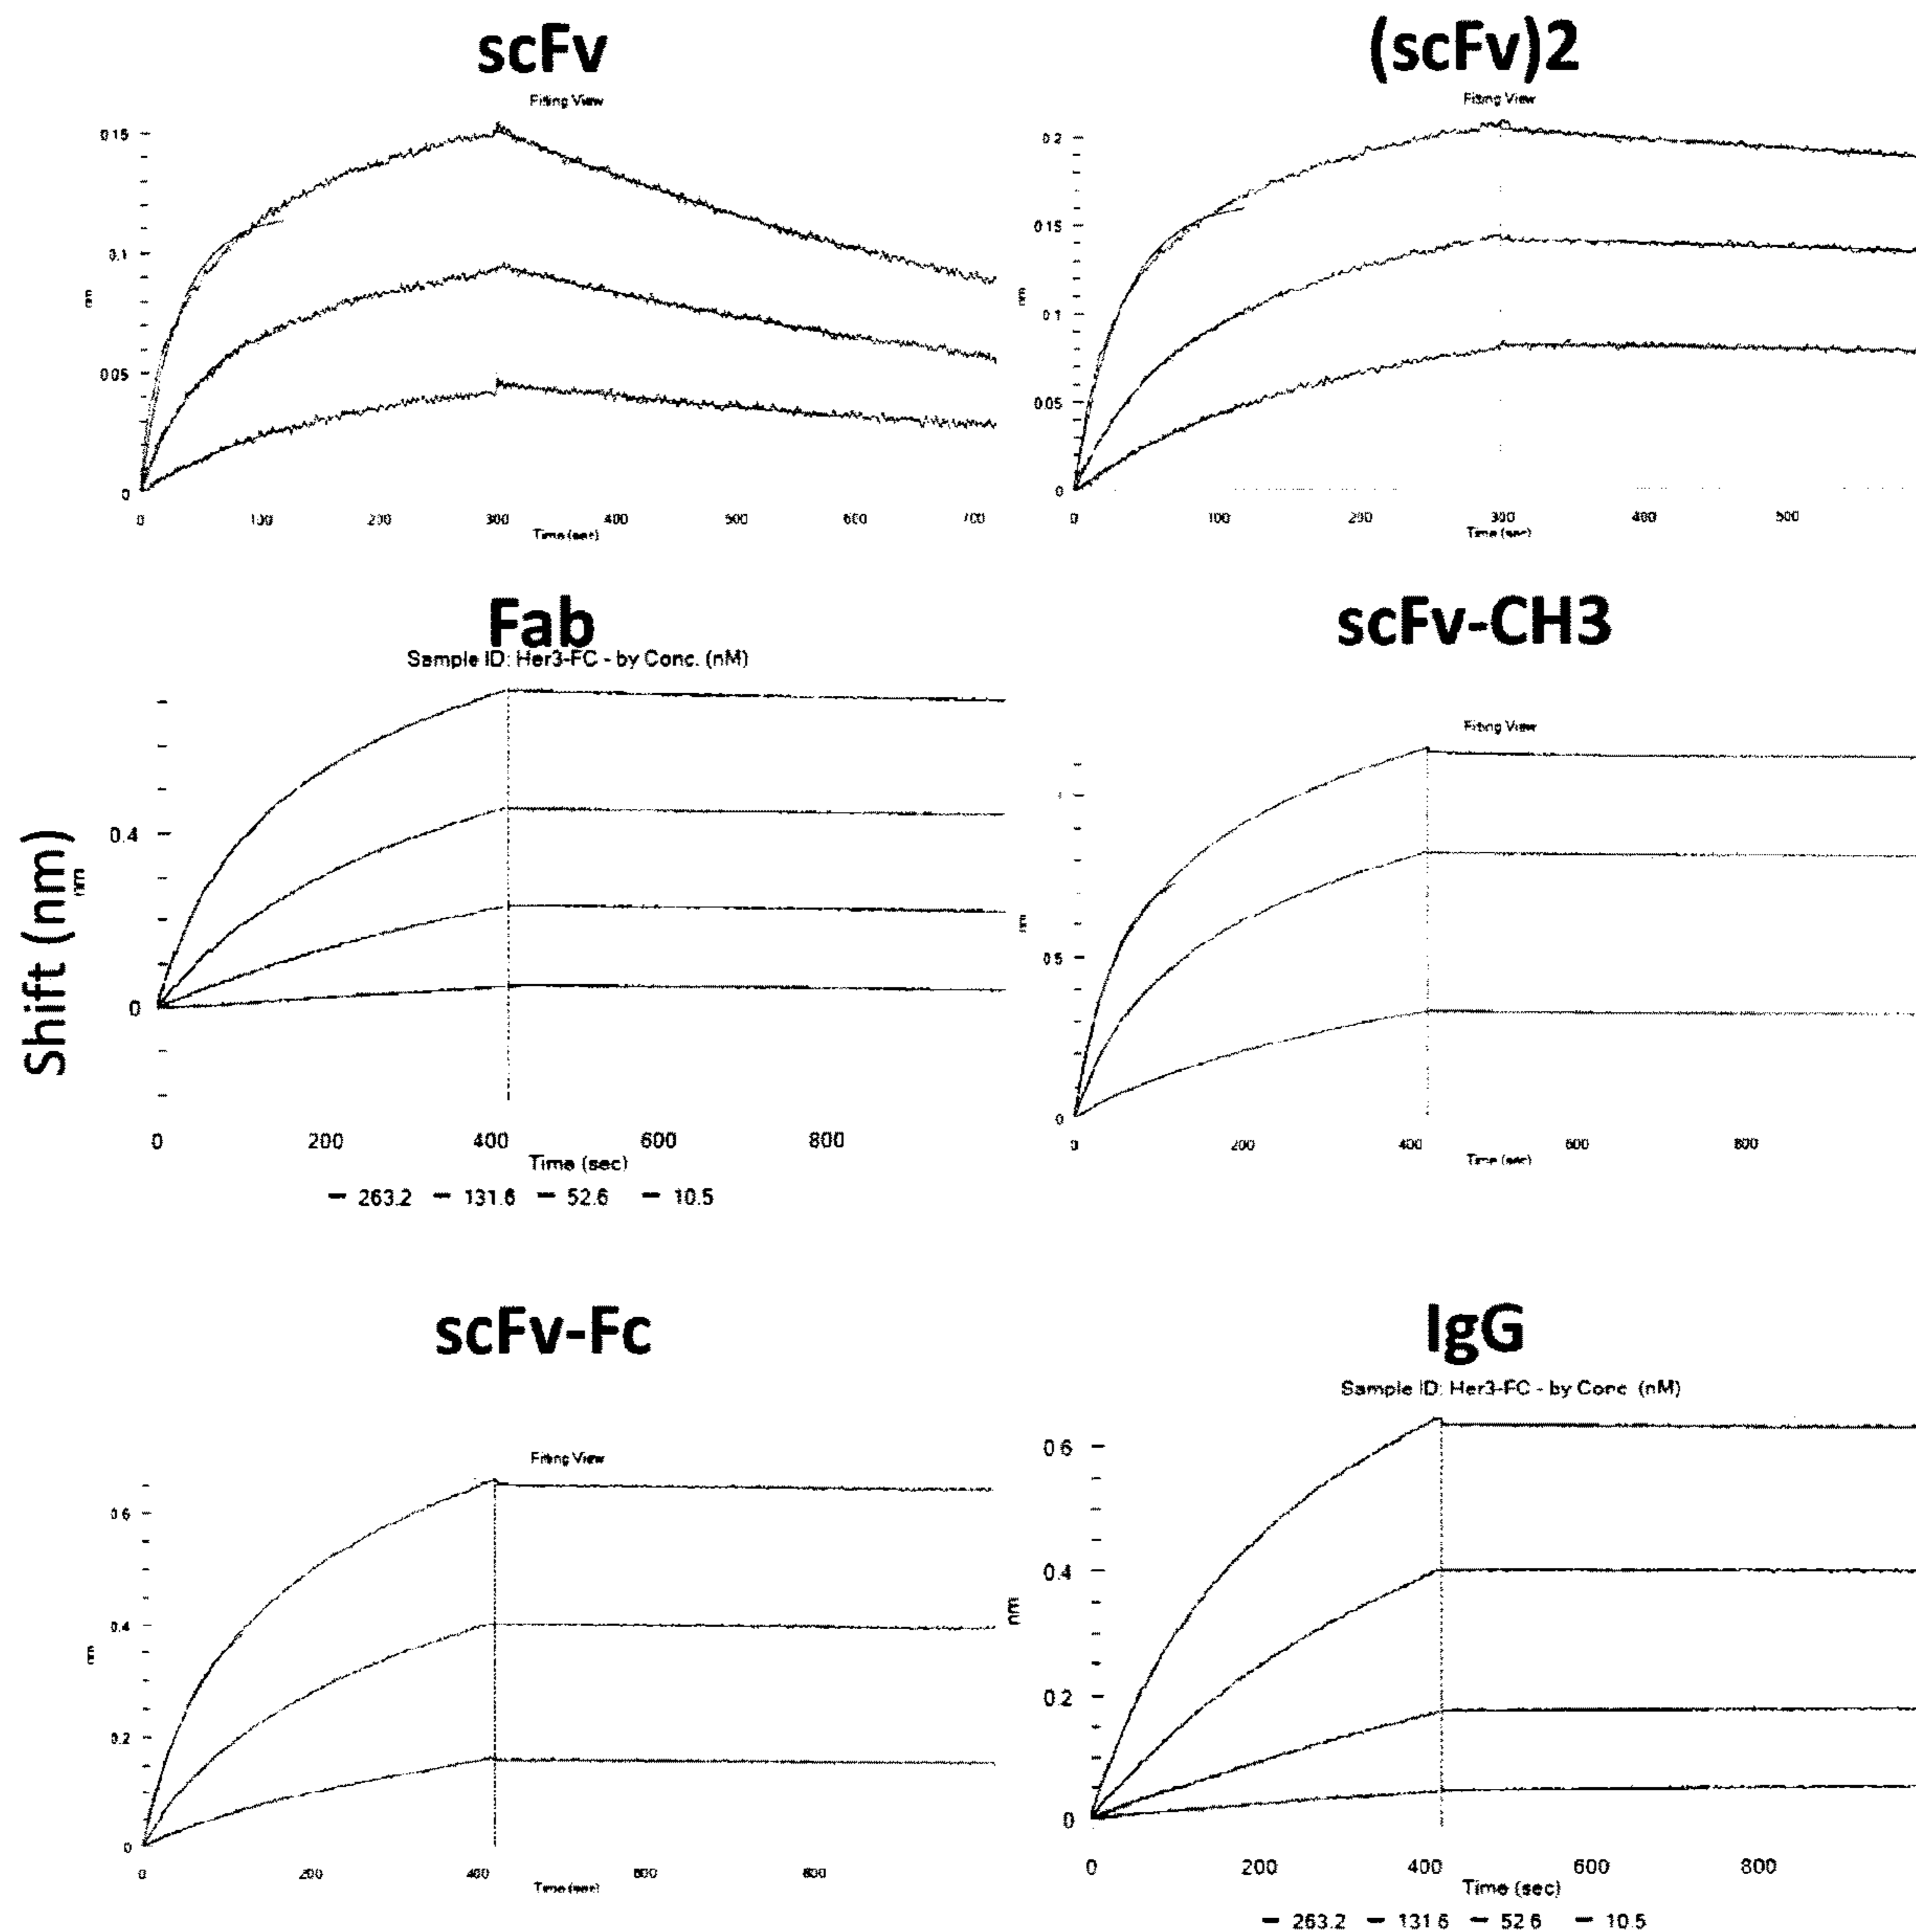 scFv
Fitting View
0.15
0.1
0.05
0
nm
0 100 200 300 400 500 600 700
Time (sec)
(scFv)2
Fitting View
0.2
0.15
0.1
0.05
0
nm
0 100 200 300 400 500
Time (sec)
Shift (nm)
Fab
Sample ID: Her3-FC - by Conc. (nM)
0.4
0
nm
0 200 400 600 800
Time (sec)
263.2 131.6 52.6 10.5
scFv-CH3
Fitting View
1
0.5
0
nm
0 200 400 600 800
Time (sec)
scFv-Fc
Fitting View
0.6
0.4
0.2
0
nm
0 200 400 600 800
Time (sec)
IgG
Sample ID: Her3-FC - by Conc. (nM)
0.6
0.4
0.2
0
nm
0 200 400 600 800
Time (sec)
263.2 131.6 52.6 10.5